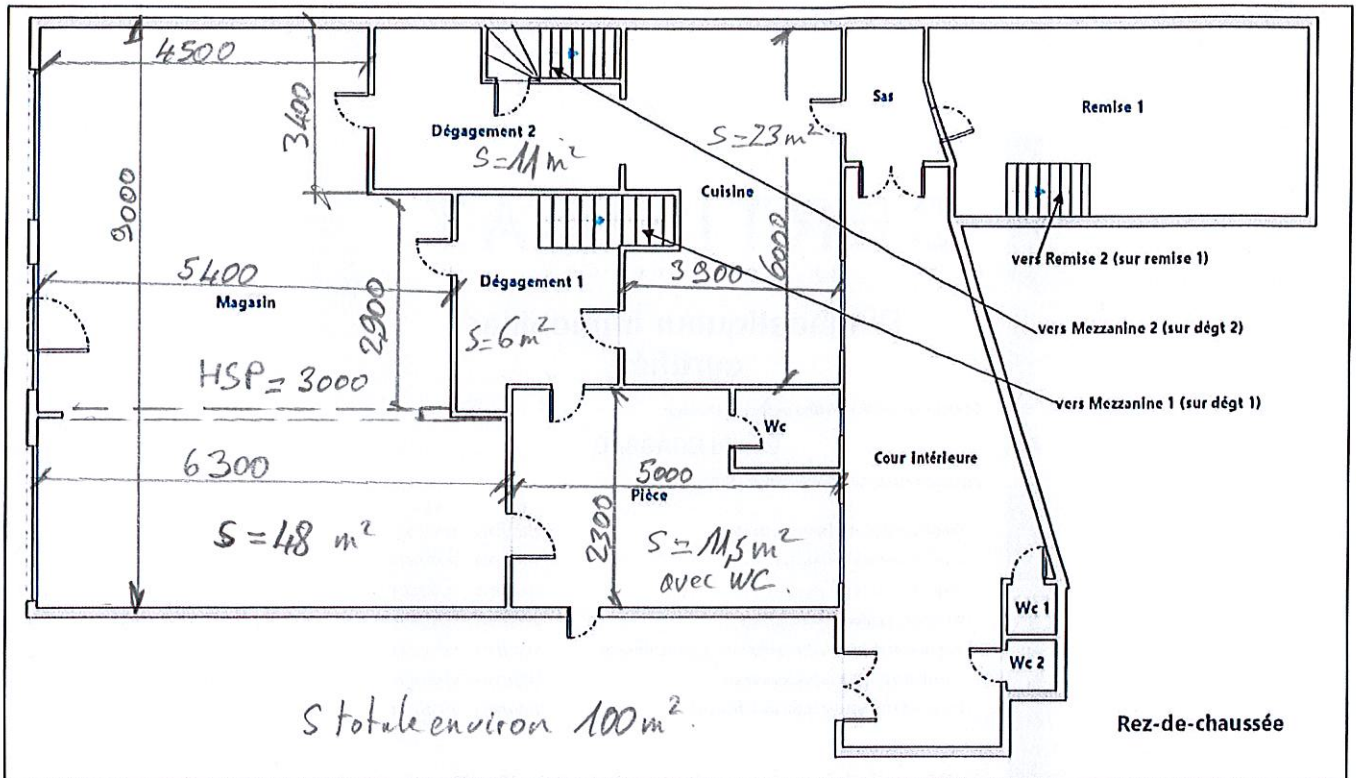 4500
3400
9000
Dégagement 2
S=11 m²
S=23 m²
Sas
Remise 1
Cuisine
6000
5400
Magasin
2900
Dégagement 1
S=6 m²
3900
vers Remise 2 (sur remise 1)
vers Mezzanine 2 (sur dégt 2)
vers Mezzanine 1 (sur dégt 1)
HSP = 3000
Wc
Cour intérieure
6300
5000
Pièce
2300
S = 48 m²
S = 11,5 m²
avec WC.
Wc 1
Wc 2
S totale environ 100 m².
Rez-de-chaussée